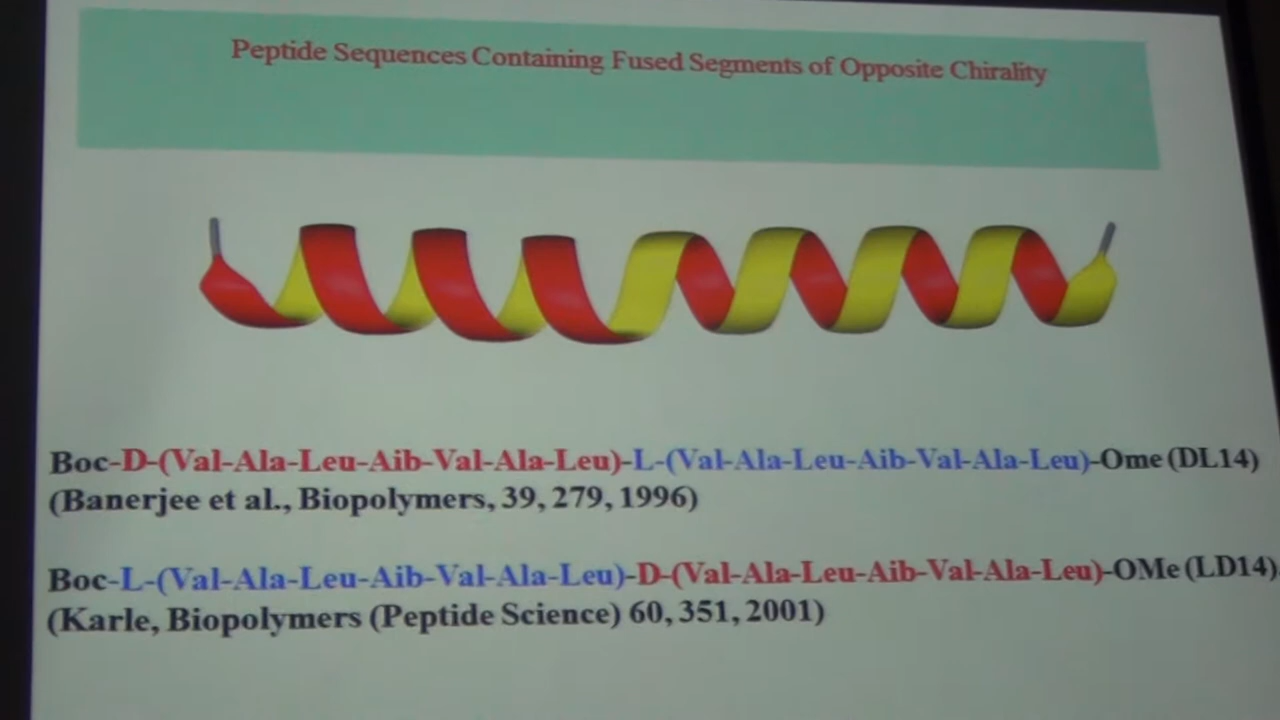 Peptide Sequences Containing Fused Segments of Opposite Chirality
Boc-D-(Val-Ala-Leu-Aib-Val-Ala-Leu)-L-(Val-Ala-Leu-Aib-Val-Ala-Leu)-Ome (DL14)
(Banerjee et al., Biopolymers, 39, 279, 1996)
Boc-L-(Val-Ala-Leu-Aib-Val-Ala-Leu)-D-(Val-Ala-Leu-Aib-Val-Ala-Leu)-OMe (LD14)
(Karle, Biopolymers (Peptide Science) 60, 351, 2001)